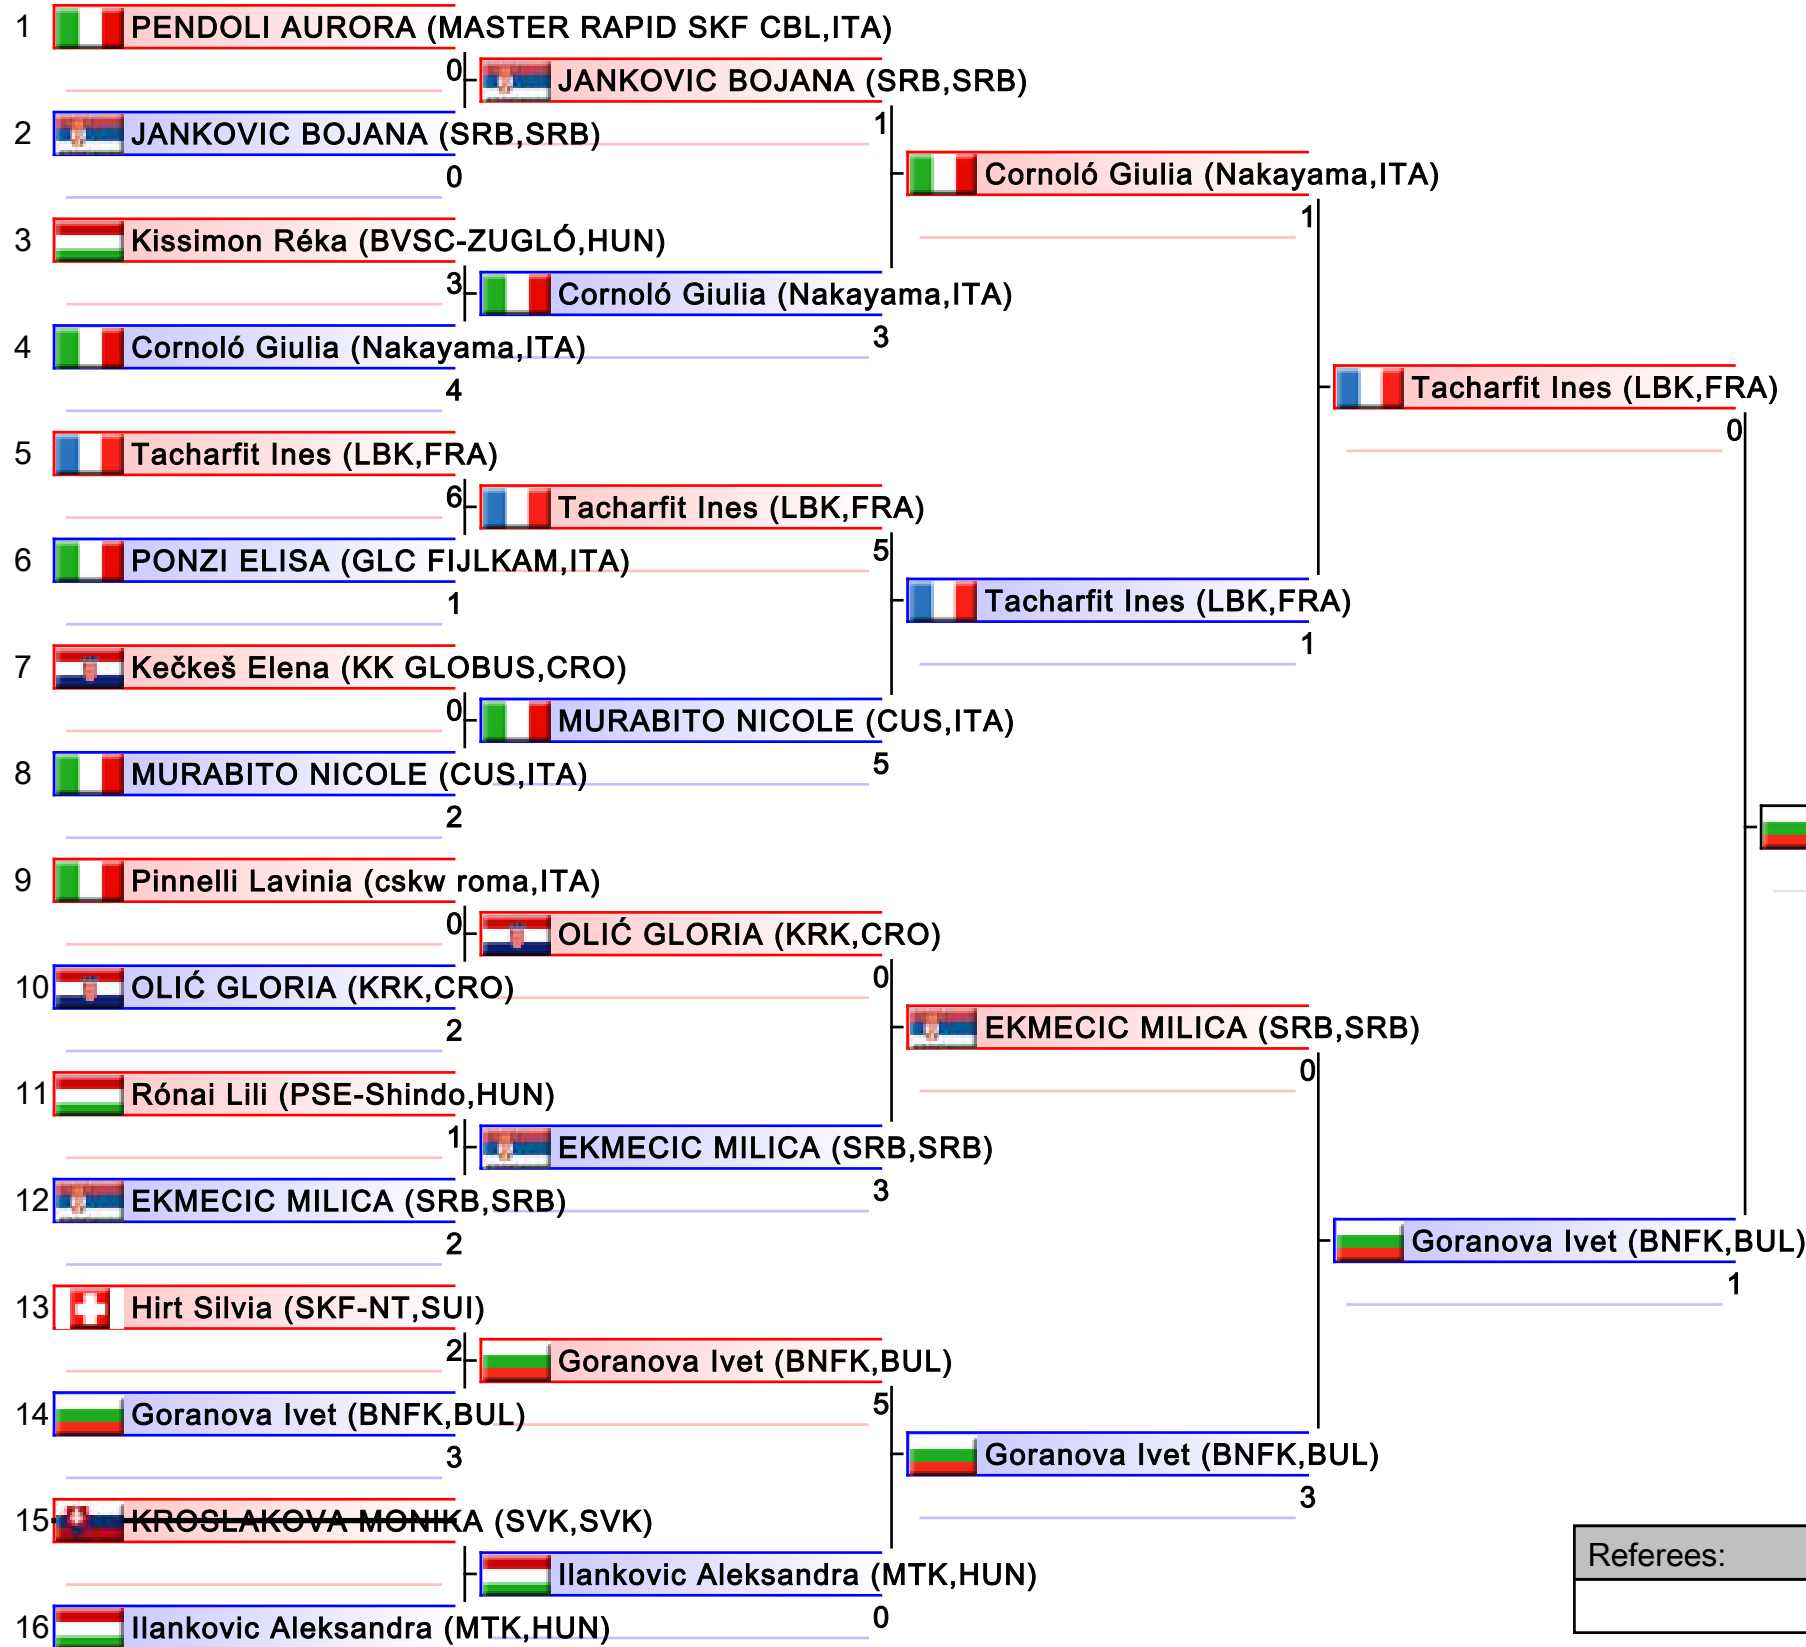 1 PENDOLI AURORA (MASTER RAPID SKF CBL,ITA)
0
JANKOVIC BOJANA (SRB,SRB)
1
2 JANKOVIC BOJANA (SRB,SRB)
0
Cornoló Giulia (Nakayama,ITA)
1
3 Kissimon Réka (BVSC-ZUGLÓ,HUN)
3
Cornoló Giulia (Nakayama,ITA)
3
4 Cornoló Giulia (Nakayama,ITA)
4
Tacharfit Ines (LBK,FRA)
0
5 Tacharfit Ines (LBK,FRA)
6
Tacharfit Ines (LBK,FRA)
5
6 PONZI ELISA (GLC FIJLKAM,ITA)
1
Tacharfit Ines (LBK,FRA)
1
7 Kečkeš Elena (KK GLOBUS,CRO)
0
MURABITO NICOLE (CUS,ITA)
5
8 MURABITO NICOLE (CUS,ITA)
2
9 Pinnelli Lavinia (cskw roma,ITA)
0
OLIĆ GLORIA (KRK,CRO)
0
10 OLIĆ GLORIA (KRK,CRO)
2
EKMECIC MILICA (SRB,SRB)
0
11 Rónai Lili (PSE-Shindo,HUN)
1
EKMECIC MILICA (SRB,SRB)
3
12 EKMECIC MILICA (SRB,SRB)
2
Goranova Ivet (BNFK,BUL)
1
13 Hirt Silvia (SKF-NT,SUI)
2
Goranova Ivet (BNFK,BUL)
5
14 Goranova Ivet (BNFK,BUL)
3
Goranova Ivet (BNFK,BUL)
3
15 KROSLAKOVA MONIKA (SVK,SVK)
Ilankovic Aleksandra (MTK,HUN)
0
16 Ilankovic Aleksandra (MTK,HUN)
Referees: